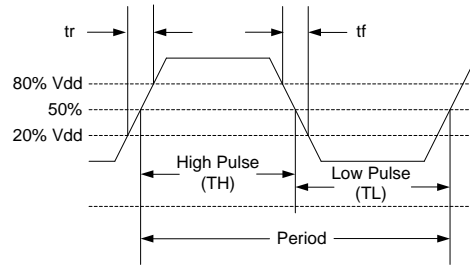 tr
tf
80% Vdd
50%
20% Vdd
High Pulse
(TH)
Low Pulse
(TL)
Period